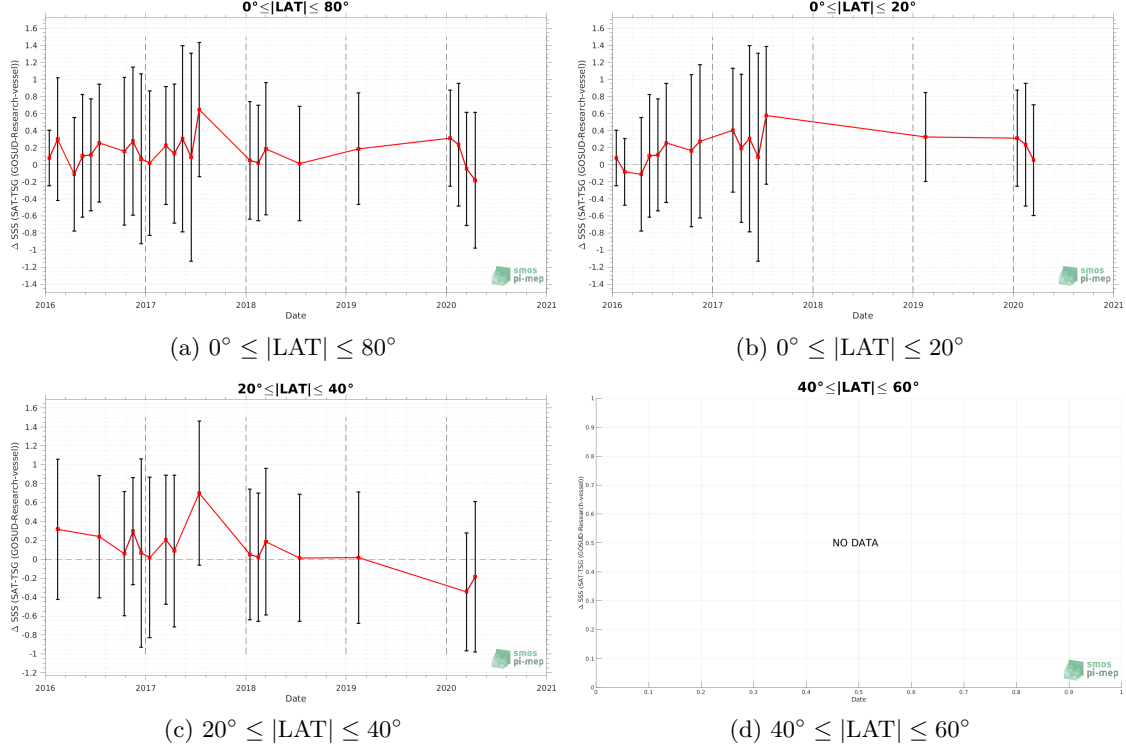 0°≤|LAT|≤ 80°
Δ SSS (SAT-TSG (GOSUD-Research-vessel))
1.6
1.4
1.2
1
0.8
0.6
0.4
0.2
0
-0.2
-0.4
-0.6
-0.8
-1
-1.2
-1.4
2016 2017 2018 2019 2020 2021
Date
smos
pi-mep
(a) 0° ≤ |LAT| ≤ 80°
0°≤|LAT|≤ 20°
Δ SSS (SAT-TSG (GOSUD-Research-vessel))
1.6
1.4
1.2
1
0.8
0.6
0.4
0.2
0
-0.2
-0.4
-0.6
-0.8
-1
-1.2
-1.4
2016 2017 2018 2019 2020 2021
Date
smos
pi-mep
(b) 0° ≤ |LAT| ≤ 20°
20°≤|LAT|≤ 40°
Δ SSS (SAT-TSG (GOSUD-Research-vessel))
1.6
1.4
1.2
1
0.8
0.6
0.4
0.2
0
-0.2
-0.4
-0.6
-0.8
-1
-1.2
2016 2017 2018 2019 2020 2021
Date
smos
pi-mep
(c) 20° ≤ |LAT| ≤ 40°
40°≤|LAT|≤ 60°
Δ SSS (SAT-TSG (GOSUD-Research-vessel))
1
0.9
0.8
0.7
0.6
0.5
0.4
0.3
0.2
0.1
0
NO DATA
0 0.1 0.2 0.3 0.4 0.5 0.6 0.7 0.8 0.9 1
Date
smos
pi-mep
(d) 40° ≤ |LAT| ≤ 60°